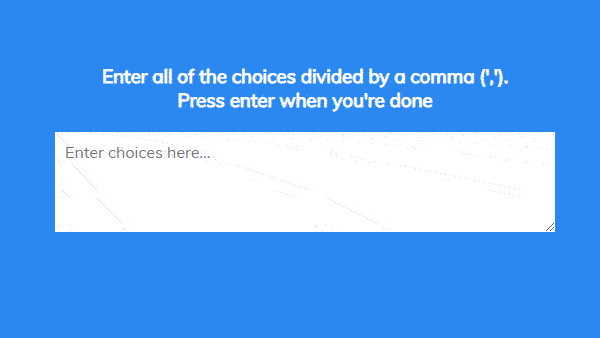 Enter all of the choices divided by a comma (',').
Press enter when you're done
Enter choices here...